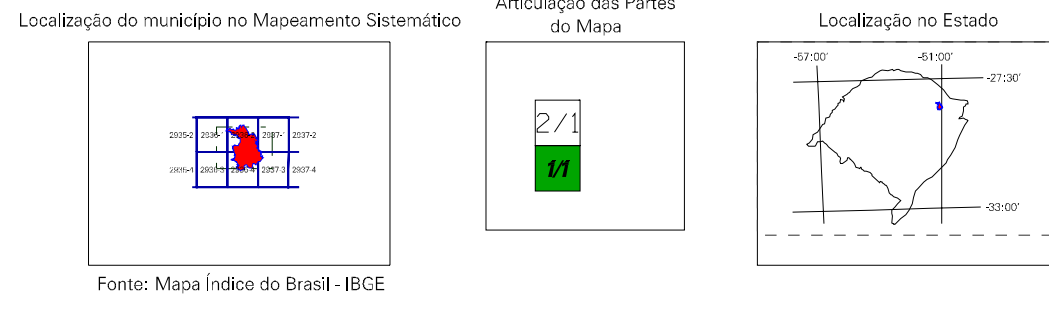 Localização do município no Mapeamento Sistemático
2935-2
2937-1
2937-2
2937-3
2937-4
Fonte: Mapa Índice do Brasil - IBGE
Articulação das Partes
do Mapa
2/1
1/1
Localização no Estado
-57:00'
-51:00'
-27:30'
-33:00'